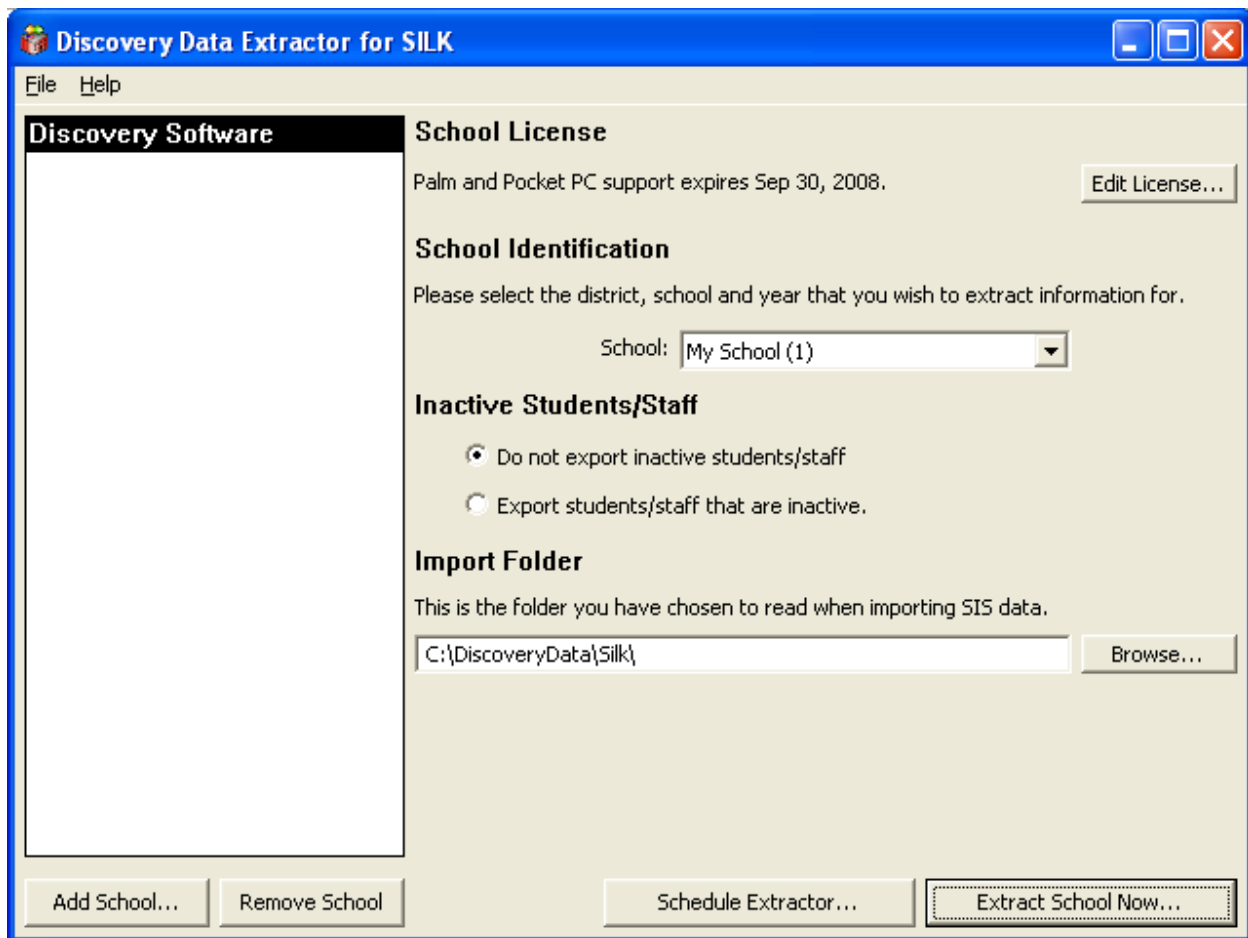 Discovery Data Extractor for SILK
File Help
Discovery Software
School License
Palm and Pocket PC support expires Sep 30, 2008.
Edit License...
School Identification
Please select the district, school and year that you wish to extract information for.
School: My School (1)
Inactive Students/Staff
Do not export inactive students/staff
Export students/staff that are inactive.
Import Folder
This is the folder you have chosen to read when importing SIS data.
C:\DiscoveryData\Silk\
Browse...
Add School... Remove School Schedule Extractor... Extract School Now...